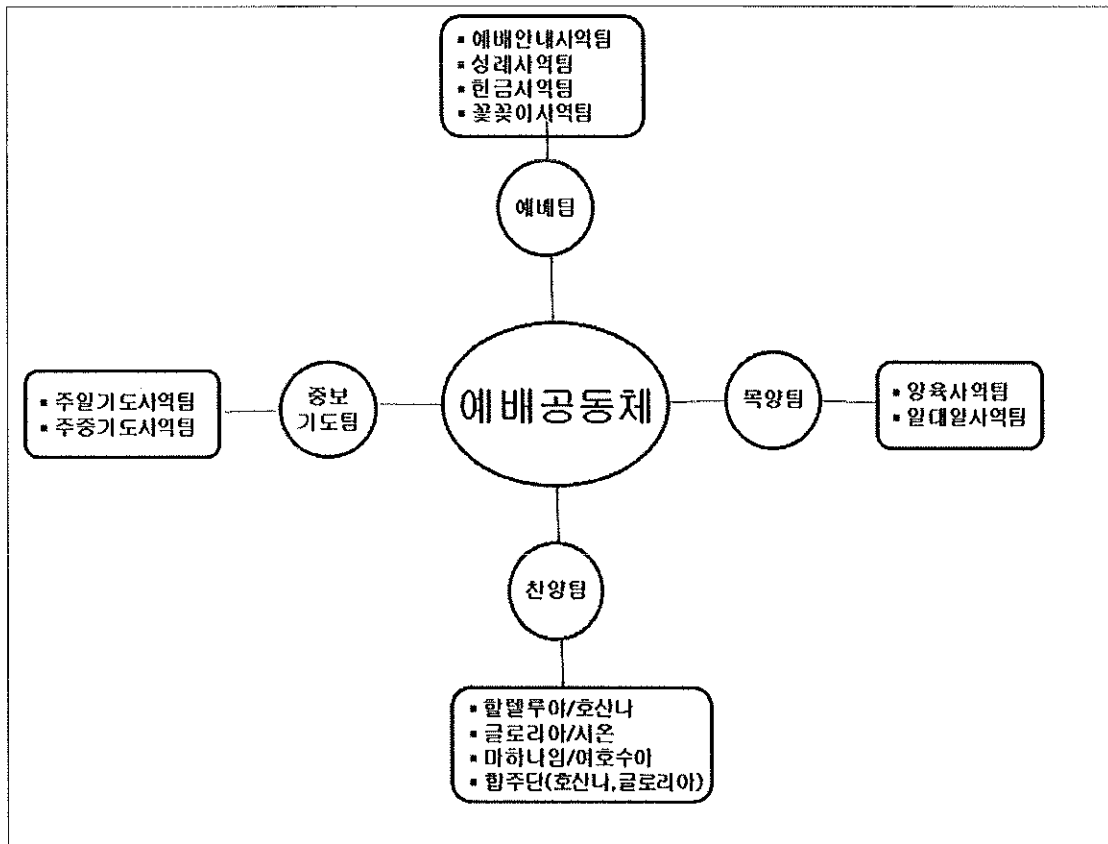 ▪ 예배안내사역팀
▪ 성례사역팀
▪ 헌금사역팀
▪ 꽃꽂이사역팀
예배팀
▪ 주일기도사역팀
▪ 주중기도사역팀
중보
기도팀
예배공동체
목양팀
▪ 양육사역팀
▪ 일대일사역팀
찬양팀
▪ 할렐루야/호산나
▪ 글로리아/시온
▪ 마하나임/여호수아
▪ 합주단(호산나,글로리아)